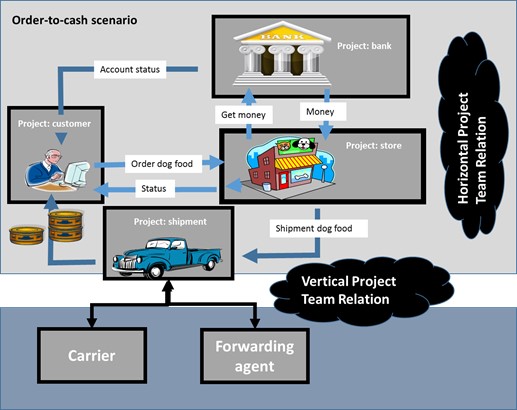 Order-to-cash scenario
BANK
Project: bank
Account status
Get money
Money
Project: customer
Project: store
Order dog food
Status
Project: shipment
Shipment dog food
Horizontal Project
Team Relation
Vertical Project
Team Relation
Carrier
Forwarding
agent